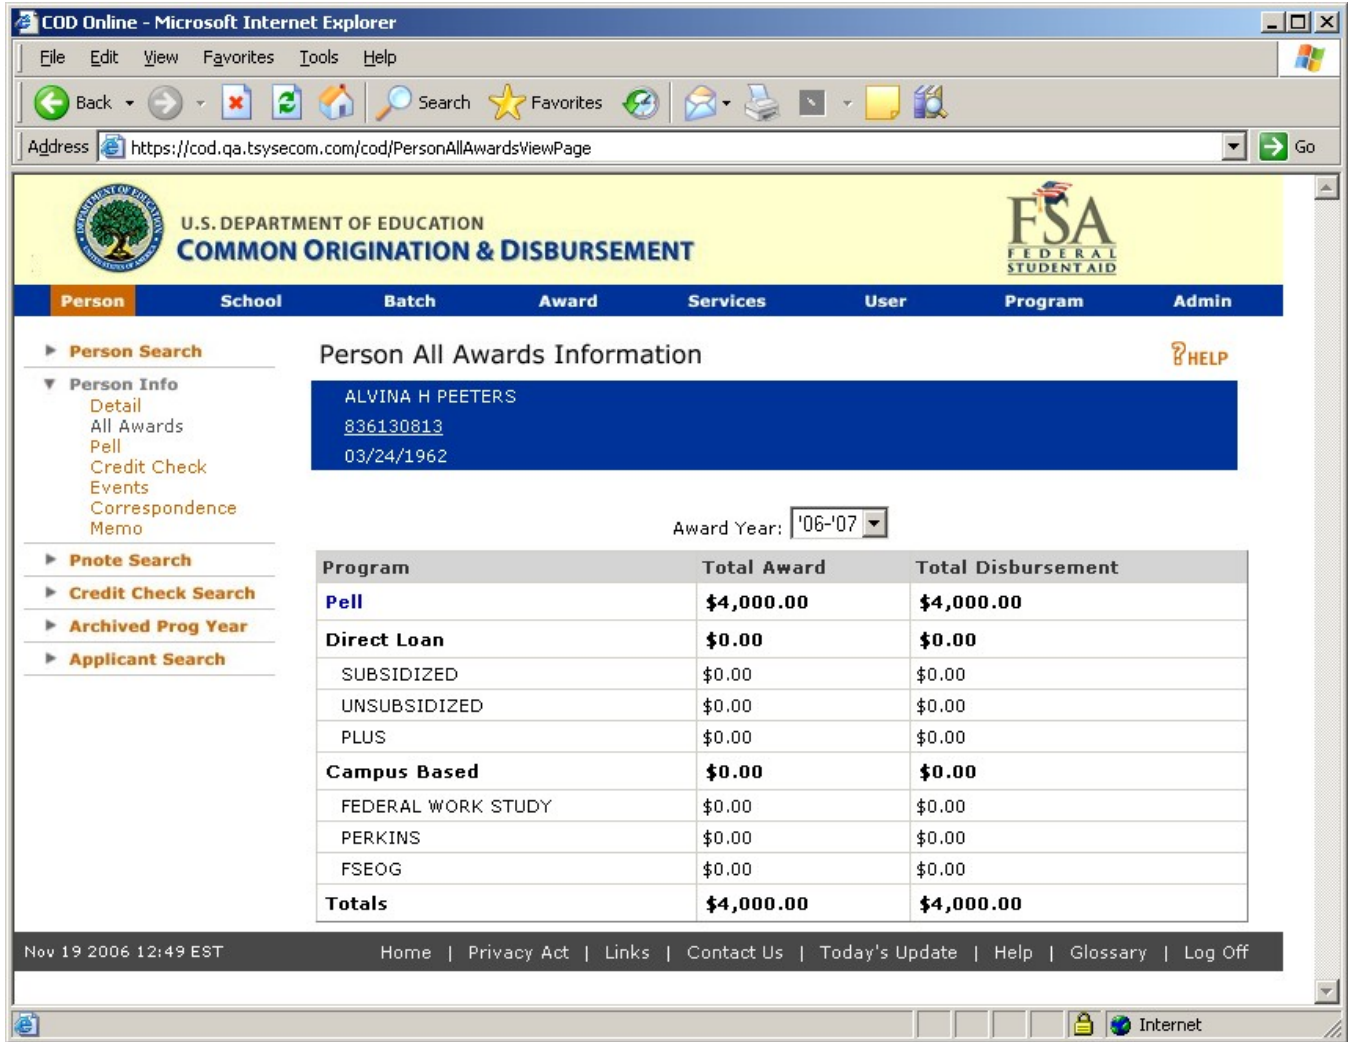 COD Online - Microsoft Internet Explorer
File Edit View Favorites Tools Help
Back Search Favorites
Address https://cod.qa.tsysecom.com/cod/PersonAllAwardsViewPage Go
U.S. DEPARTMENT OF EDUCATION
COMMON ORIGINATION & DISBURSEMENT
FSA
FEDERAL
STUDENT AID
Person School Batch Award Services User Program Admin
Person Search
Person Info
Detail
All Awards
Pell
Credit Check
Events
Correspondence
Memo
Pnote Search
Credit Check Search
Archived Prog Year
Applicant Search
Person All Awards Information
HELP
ALVINA H PEETERS
836130813
03/24/1962
Award Year: '06-'07
Program Total Award Total Disbursement
Pell $4,000.00 $4,000.00
Direct Loan $0.00 $0.00
SUBSIDIZED $0.00 $0.00
UNSUBSIDIZED $0.00 $0.00
PLUS $0.00 $0.00
Campus Based $0.00 $0.00
FEDERAL WORK STUDY $0.00 $0.00
PERKINS $0.00 $0.00
FSEOG $0.00 $0.00
Totals $4,000.00 $4,000.00
Nov 19 2006 12:49 EST Home | Privacy Act | Links | Contact Us | Today's Update | Help | Glossary | Log Off
Internet